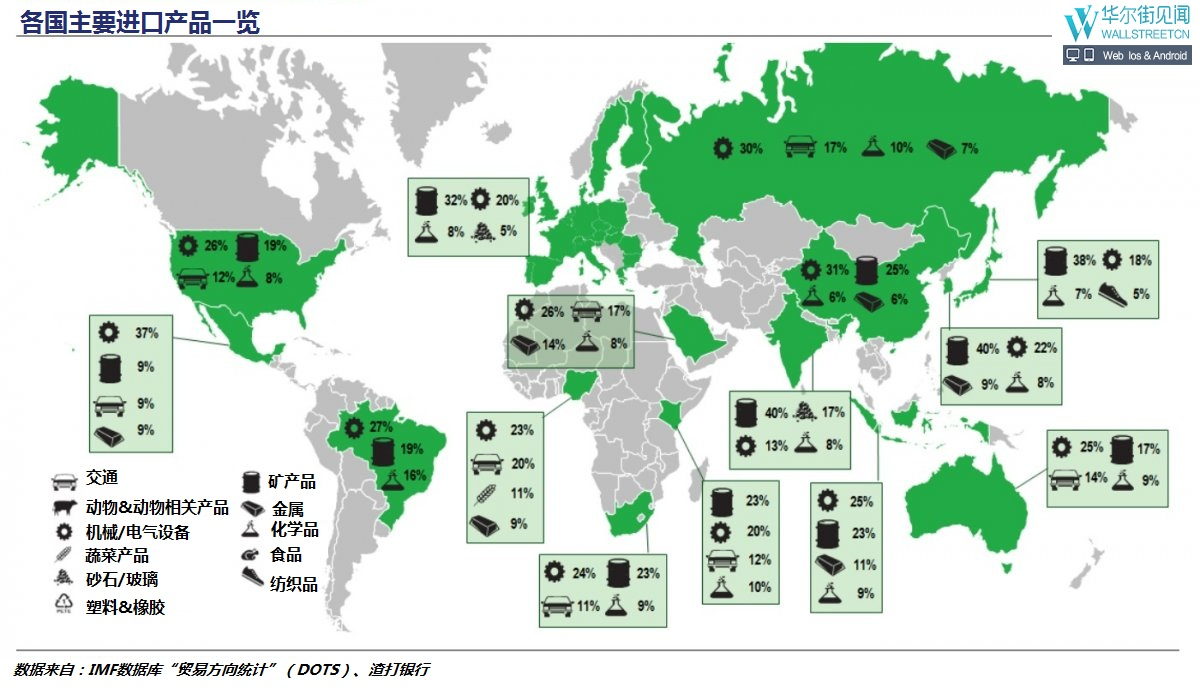 各国主要进口产品一览
华尔街见闻
WALLSTREETCN
Web Ios & Android
30% 17% 10% 7%
32% 20%
8% 5%
26% 19%
12% 8%
31% 25%
6% 6%
38% 18%
7% 5%
26% 17%
14% 8%
37%
9%
9%
9%
40% 22%
9% 8%
27%
19%
16%
40% 17%
13% 8%
23%
20%
11%
9%
25% 17%
14% 9%
23%
20%
12%
10%
25%
23%
11%
9%
24% 23%
11% 9%
交通
动物&动物相关产品
机械/电气设备
蔬菜产品
砂石/玻璃
塑料&橡胶
矿产品
金属
化学品
食品
纺织品
数据来自：IMF数据库“贸易方向统计”（DOTS）、渣打银行